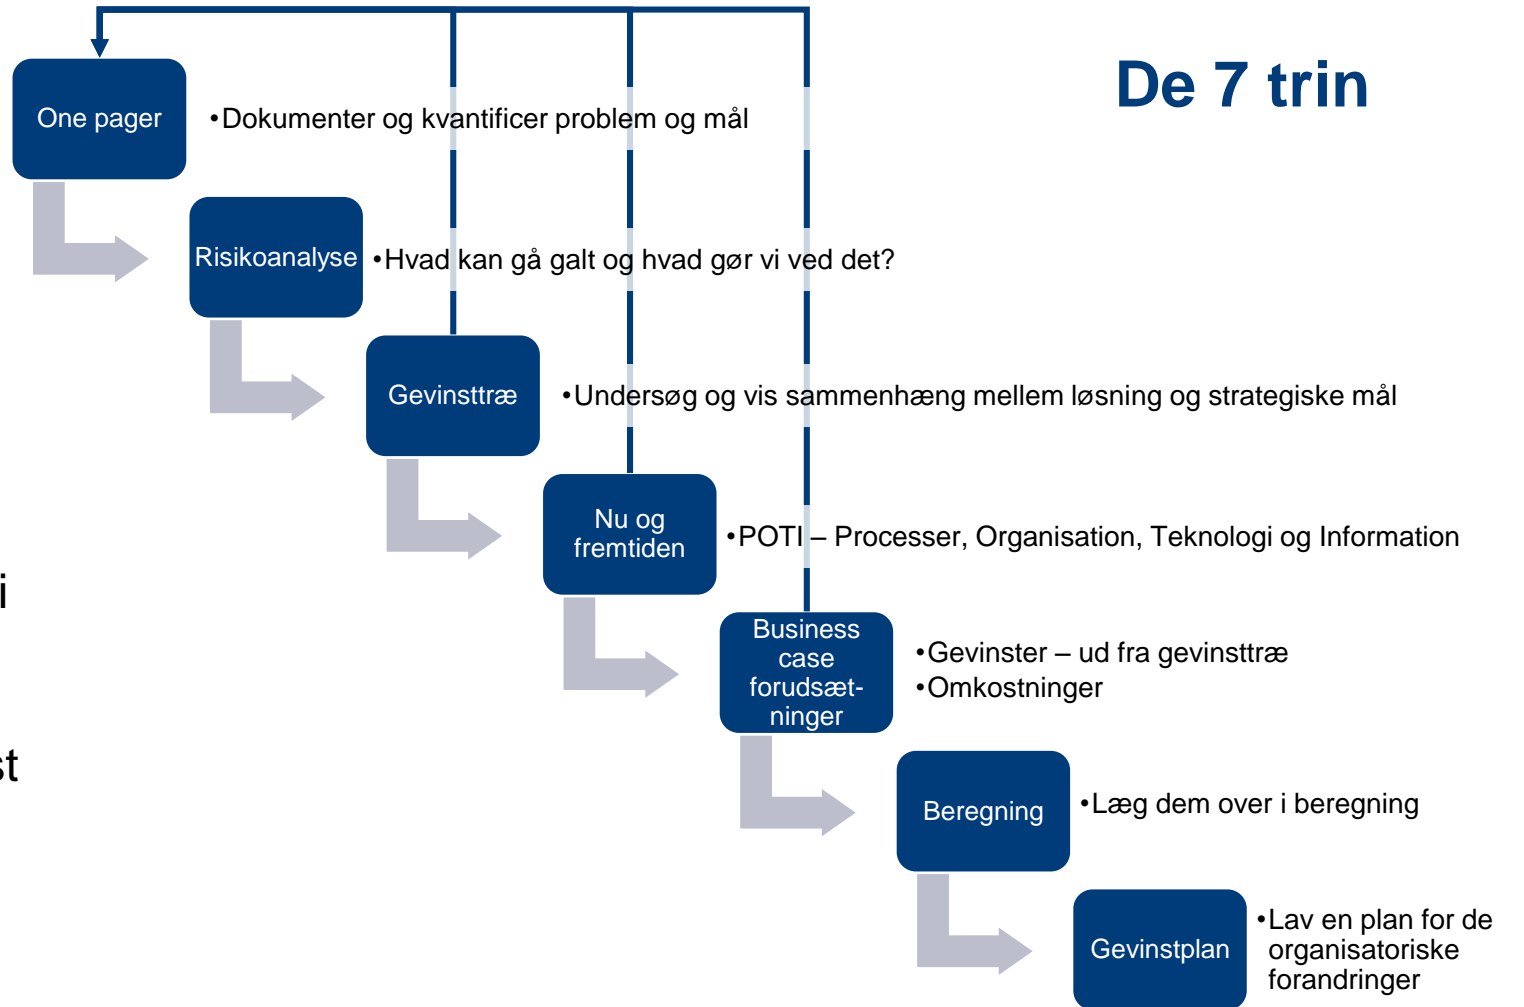 De 7 trin
One pager
•Dokumenter og kvantificer problem og mål
Risikoanalyse
•Hvad kan gå galt og hvad gør vi ved det?
Gevinsttræ
•Undersøg og vis sammenhæng mellem løsning og strategiske mål
Nu og
fremtiden
•POTI – Processer, Organisation, Teknologi og Information
i
Business
case
forudsæt-
ninger
•Gevinster – ud fra gevinsttræ
•Omkostninger
st
Beregning
•Læg dem over i beregning
Gevinstplan
•Lav en plan for de
organisatoriske
forandringer